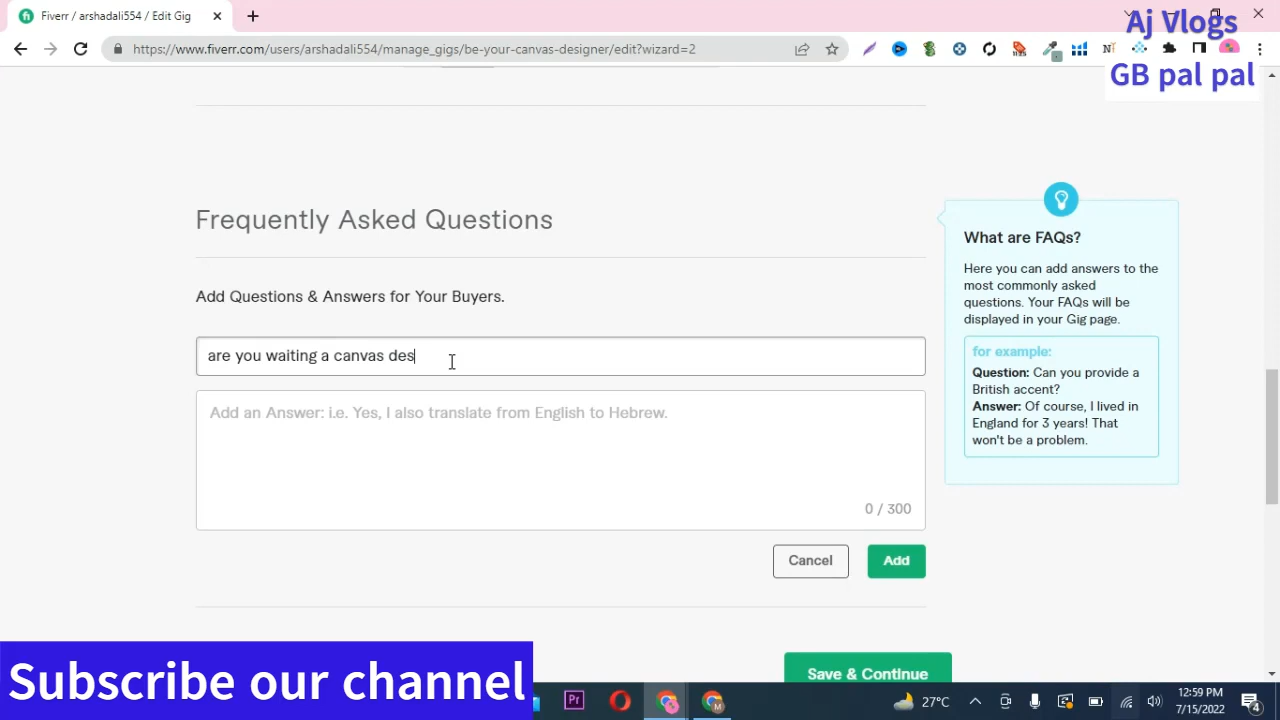 Fiverr / arshadali554 / Edit Gig
Aj Vlogs
https://www.fiverr.com/users/arshadali554/manage_gigs/be-your-canvas-designer/edit?wizard=2
GB pal pal
Frequently Asked Questions
Add Questions & Answers for Your Buyers.
are you waiting a canvas des
Add an Answer: i.e. Yes, I also translate from English to Hebrew.
0 / 300
Cancel
Add
What are FAQs?
Here you can add answers to the
most commonly asked
questions. Your FAQs will be
displayed in your Gig page.
for example:
Question: Can you provide a
British accent?
Answer: Of course, I lived in
England for 3 years! That
won't be a problem.
Save & Continue
Subscribe our channel
Pr
M
27°C
12:59 PM
7/15/2022
4